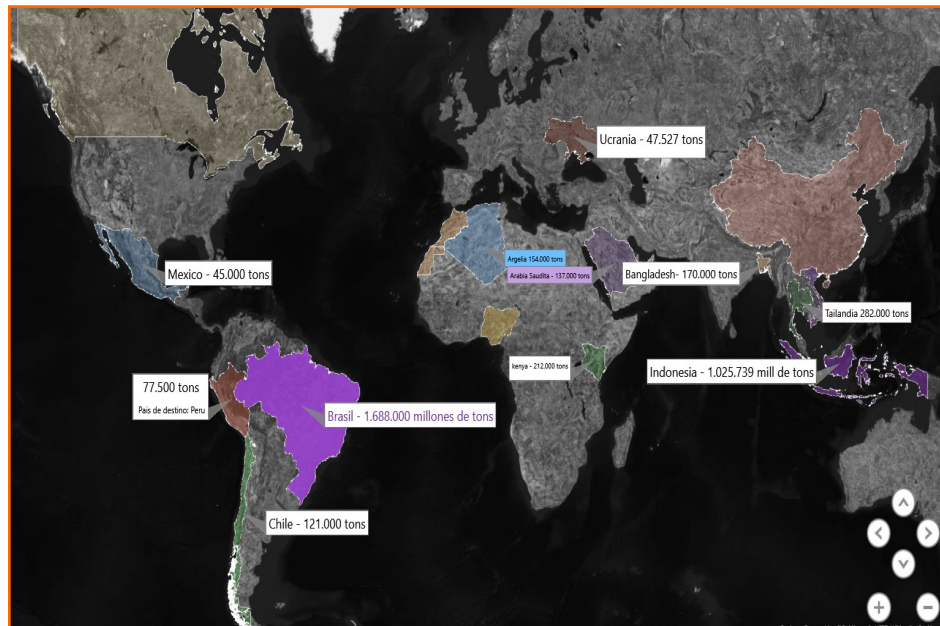 Ucrania - 47.527 tons
Mexico - 45.000 tons
Argelia 154.000 tons
Arabia Saudita - 137.000 tons
Bangladesh- 170.000 tons
Tailandia 282.000 tons
kenya - 212.000 tons
Indonesia - 1.025.739 mill de tons
77.500 tons
Pais de destino: Peru
Brasil - 1.688.000 millones de tons
Chile - 121.000 tons